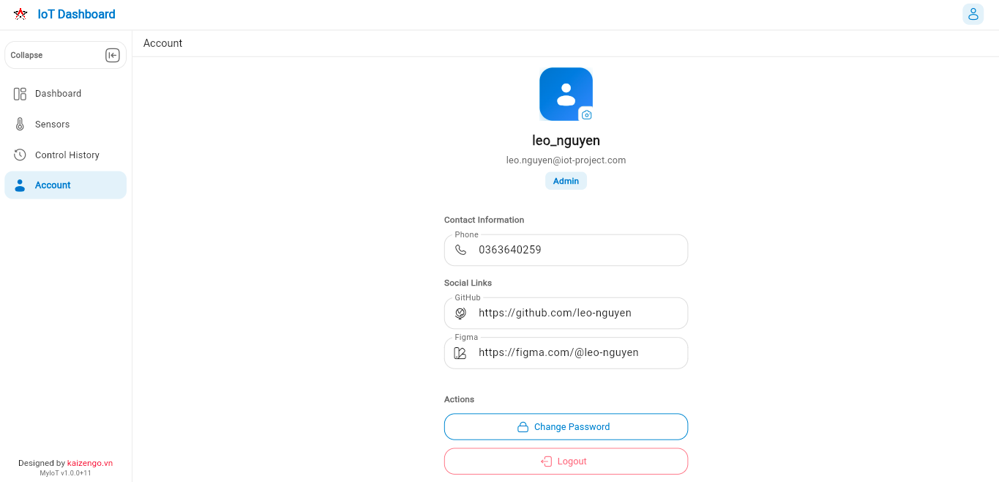 IoT Dashboard
Collapse
Dashboard
Sensors
Control History
Account
Designed by kaizengo.vn
MyIoT v1.0.0+11
Account
leo_nguyen
leo.nguyen@iot-project.com
Admin
Contact Information
Phone
0363640259
Social Links
GitHub
https://github.com/leo-nguyen
Figma
https://figma.com/@leo-nguyen
Actions
Change Password
Logout